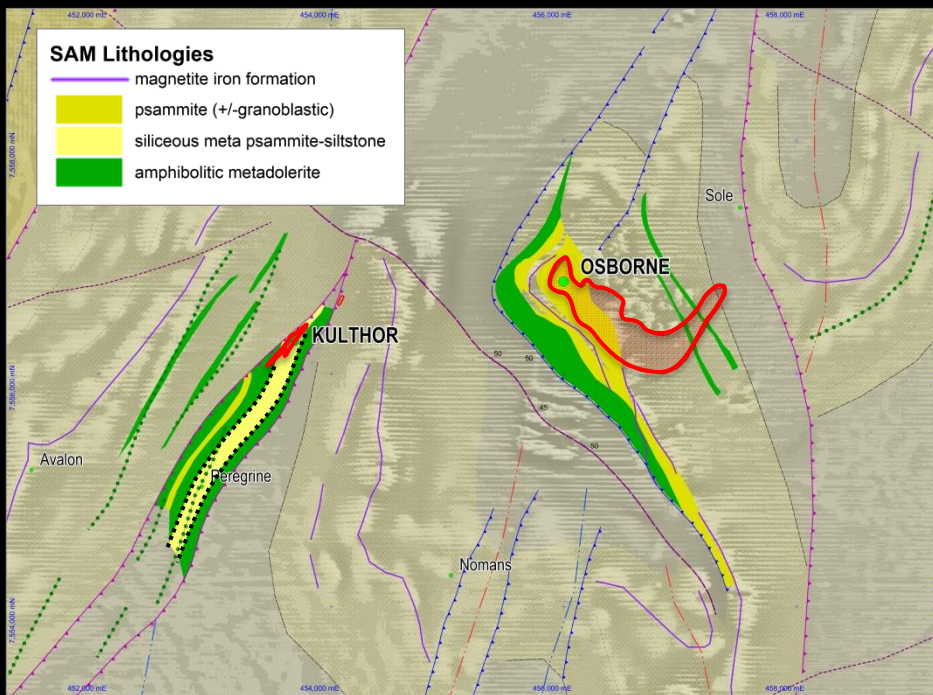 452,000 mE
454,000 mE
456,000 mE
458,000 mE
SAM Lithologies
magnetite iron formation
psammite (+/-granoblastic)
siliceous meta psammite-siltstone
amphibolitic metadolerite
7,558,000 mN
Sole
OSBORNE
KULTHOR
50
50
7,556,000 mN
45
50
Avalon
Peregrine
Nomans
7,554,000 mN
452,000 mE
454,000 mE
456,000 mE
458,000 mE